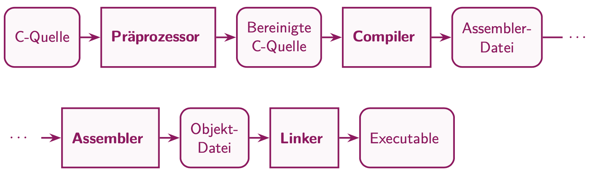 C-Quelle
Präprozessor
Bereinigte
C-Quelle
Compiler
Assembler-
Datei
...
...
Assembler
Objekt-
Datei
Linker
Executable